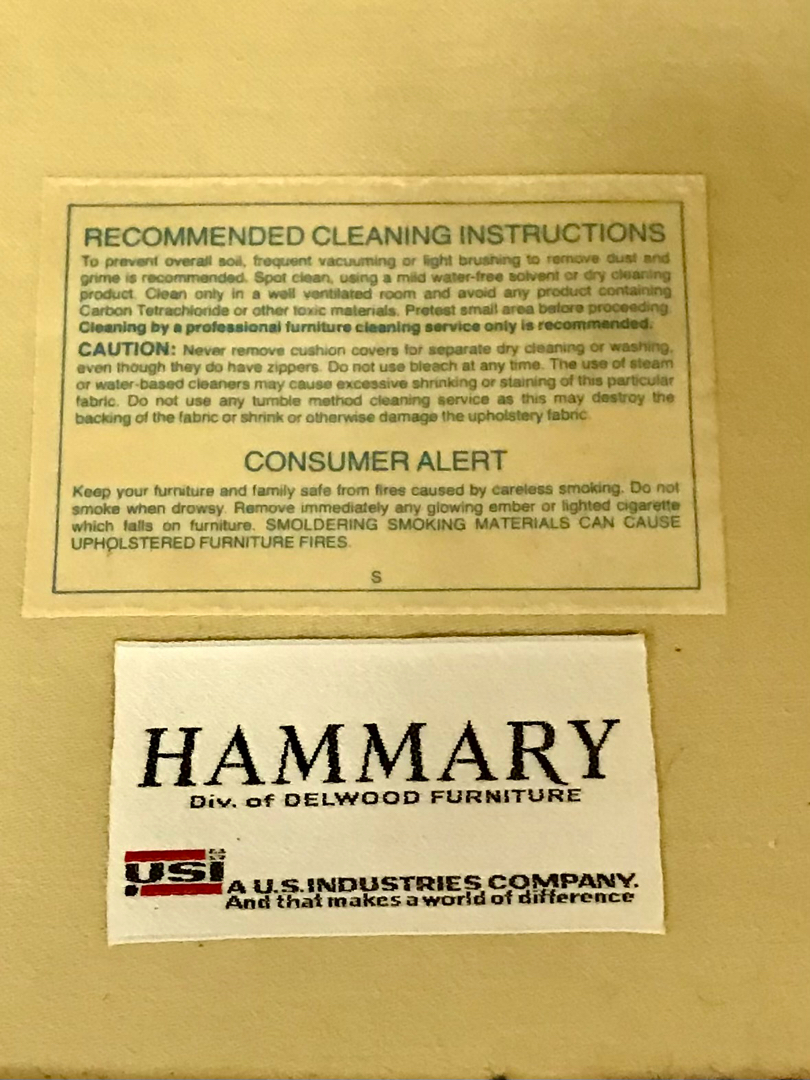 RECOMMENDED CLEANING INSTRUCTIONS
To prevent overall soil, frequent vacuuming or light brushing to remove dust and
grime is recommended. Spot clean, using a mild water-free solvent or dry cleaning
product. Clean only in a well ventilated room and avoid any product containing
Carbon Tetrachloride or other toxic materials. Pretest small area before proceeding.
Cleaning by a professional furniture cleaning service only is recommended.
CAUTION: Never remove cushion covers for separate dry cleaning or washing,
even though they do have zippers. Do not use bleach at any time. The use of steam
or water-based cleaners may cause excessive shrinking or staining of this particular
fabric. Do not use any tumble method cleaning service as this may destroy the
backing of the fabric or shrink or otherwise damage the upholstery fabric.
CONSUMER ALERT
Keep your furniture and family safe from fires caused by careless smoking. Do not
smoke when drowsy. Remove immediately any glowing ember or lighted cigarette
which falls on furniture. SMOLDERING SMOKING MATERIALS CAN CAUSE
UPHOLSTERED FURNITURE FIRES.
S
HAMMARY
Div. of DELWOOD FURNITURE
USi
A U.S. INDUSTRIES COMPANY.
And that makes a world of difference